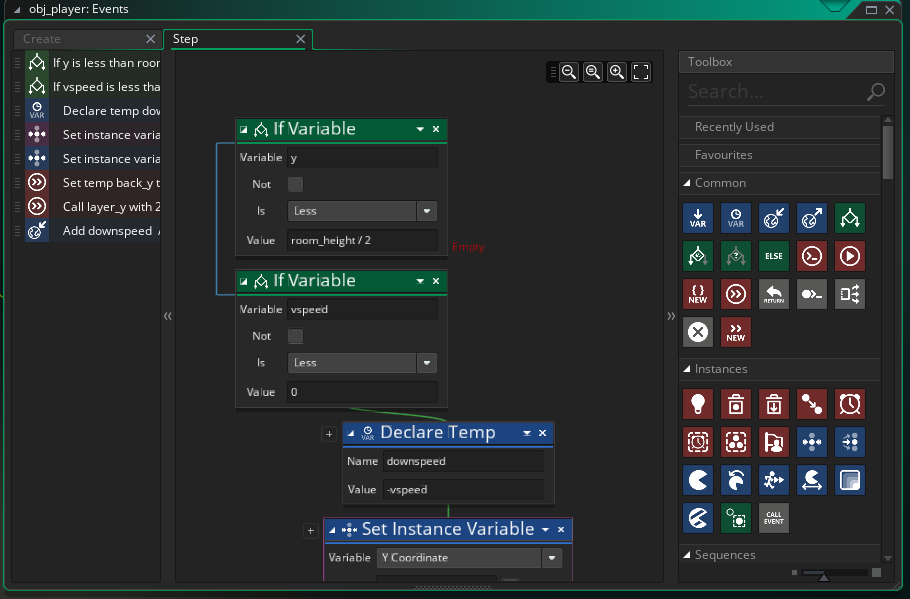 obj_player: Events
Create
Step
If y is less than roor
If vspeed is less tha
VAR
Declare temp dov
Set instance varia
Set instance varia
Set temp back_y t
Call layer_y with 2
Add downspeed
If Variable
Variable y
Not
Is Less
Value room_height / 2
Empty
If Variable
Variable vspeed
Not
Is Less
Value 0
VAR Declare Temp
Name downspeed
Value -vspeed
Set Instance Variable
Variable Y Coordinate
Toolbox
Search...
Recently Used
Favourites
Common
VAR VAR
ELSE
NEW RETURN
NEW
Instances
CALL EVENT
Sequences